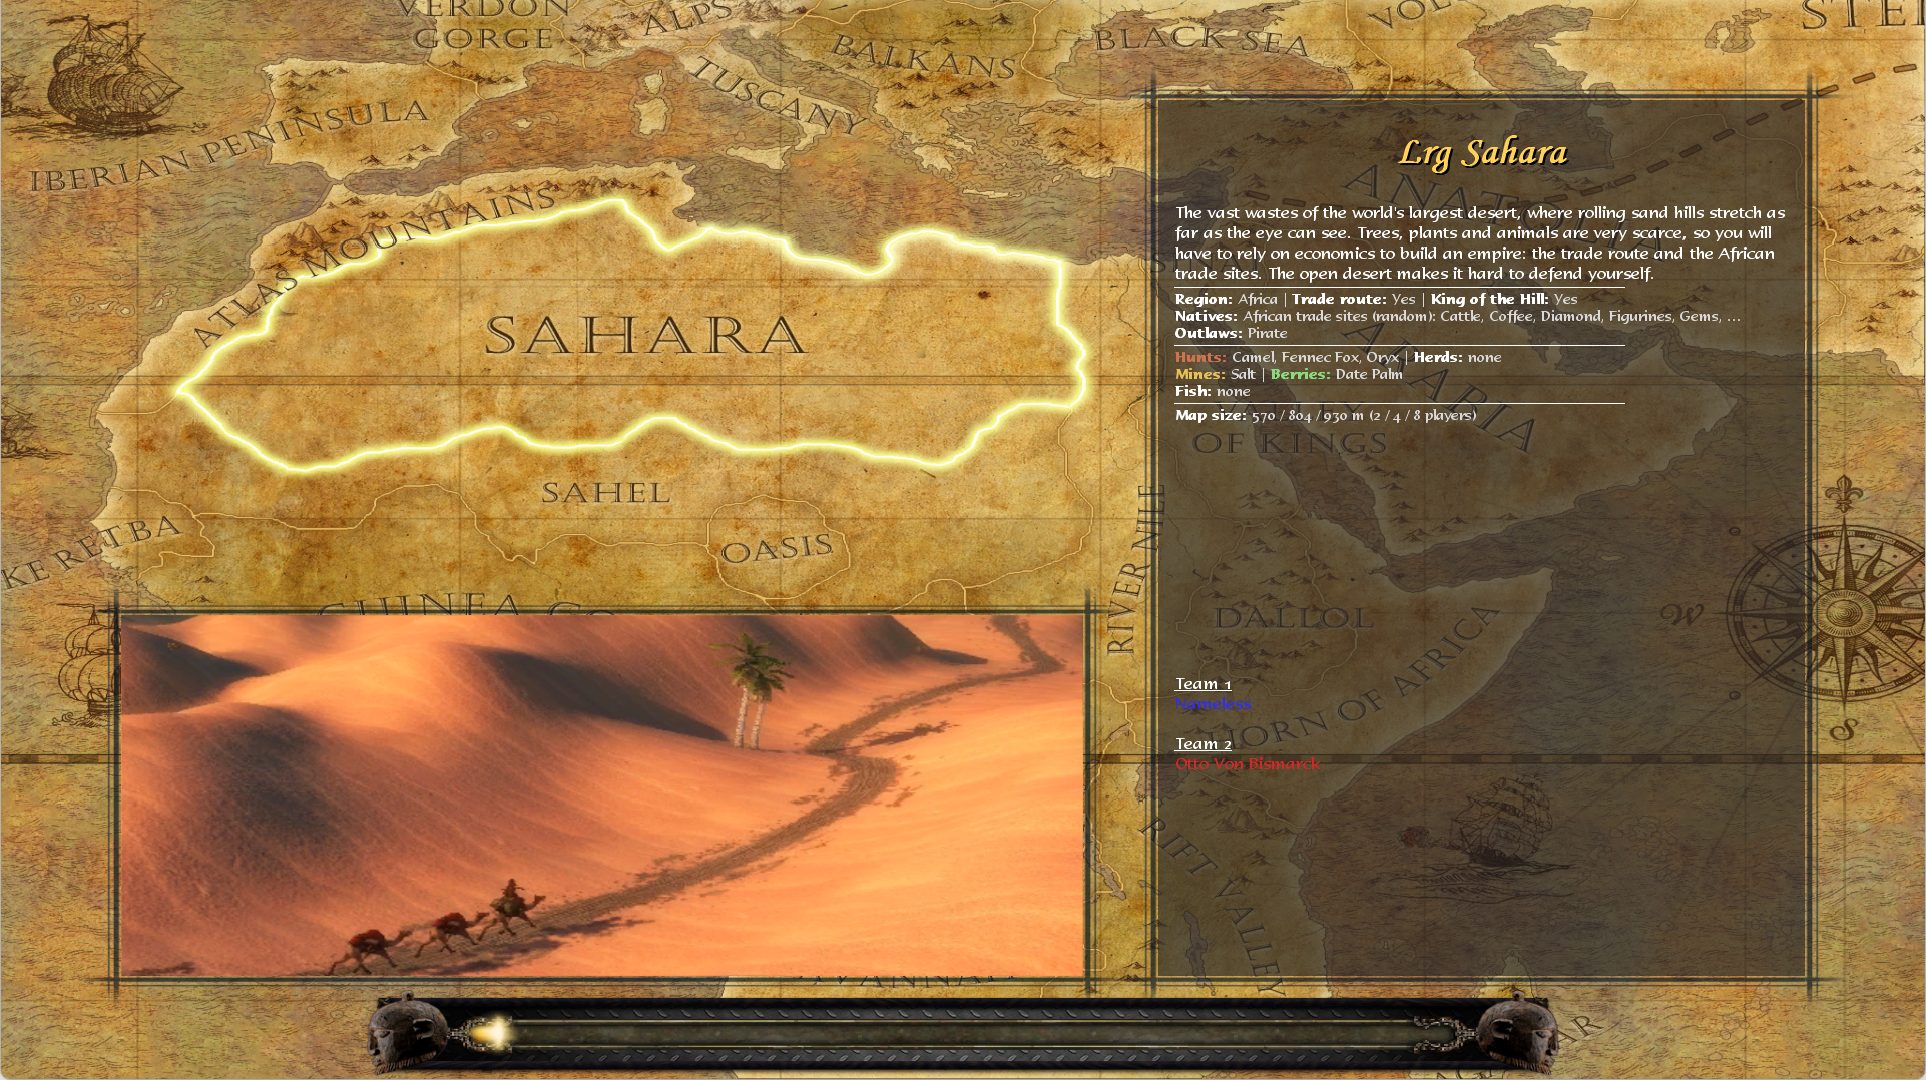 VERDON
GORGE
ALPS
BALKANS
BLACK SEA
TUSCANY
IBERIAN PENINSULA
ATLAS MOUNTAINS
SAHARA
SAHEL
OASIS
RIVER NILE
Lrg Sahara
ANATOLIA
The vast wastes of the world's largest desert, where rolling sand hills stretch as
far as the eye can see. Trees, plants and animals are very scarce, so you will
have to rely on economics to build an empire: the trade route and the African
trade sites. The open desert makes it hard to defend yourself.
Region: Africa | Trade route: Yes | King of the Hill: Yes
Natives: African trade sites (random): Cattle, Coffee, Diamond, Figurines, Gems, ...
Outlaws: Pirate
Hunts: Camel, Fennec Fox, Oryx | Herds: none
Mines: Salt | Berries: Date Palm
Fish: none
Map size: 570 / 804 / 930 m (2 / 4 / 8 players)
ARABIA
OF KINGS
DALLOL
HORN OF AFRICA
W
S
Team 1
Nameless
Team 2
Otto Von Bismarck
RIFT VALLEY